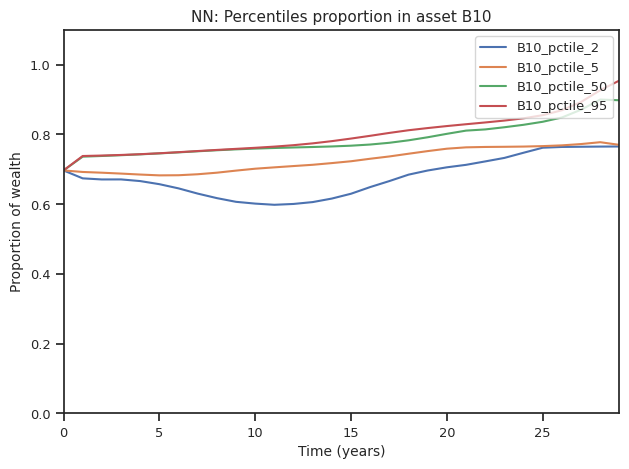 NN: Percentiles proportion in asset B10
B10_pctile_2
B10_pctile_5
B10_pctile_50
B10_pctile_95
Proportion of wealth
1.0
0.8
0.6
0.4
0.2
0.0
0 5 10 15 20 25
Time (years)